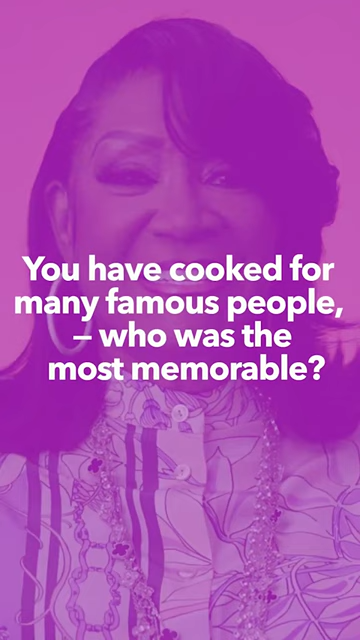 You have cooked for
many famous people,
– who was the
most memorable?